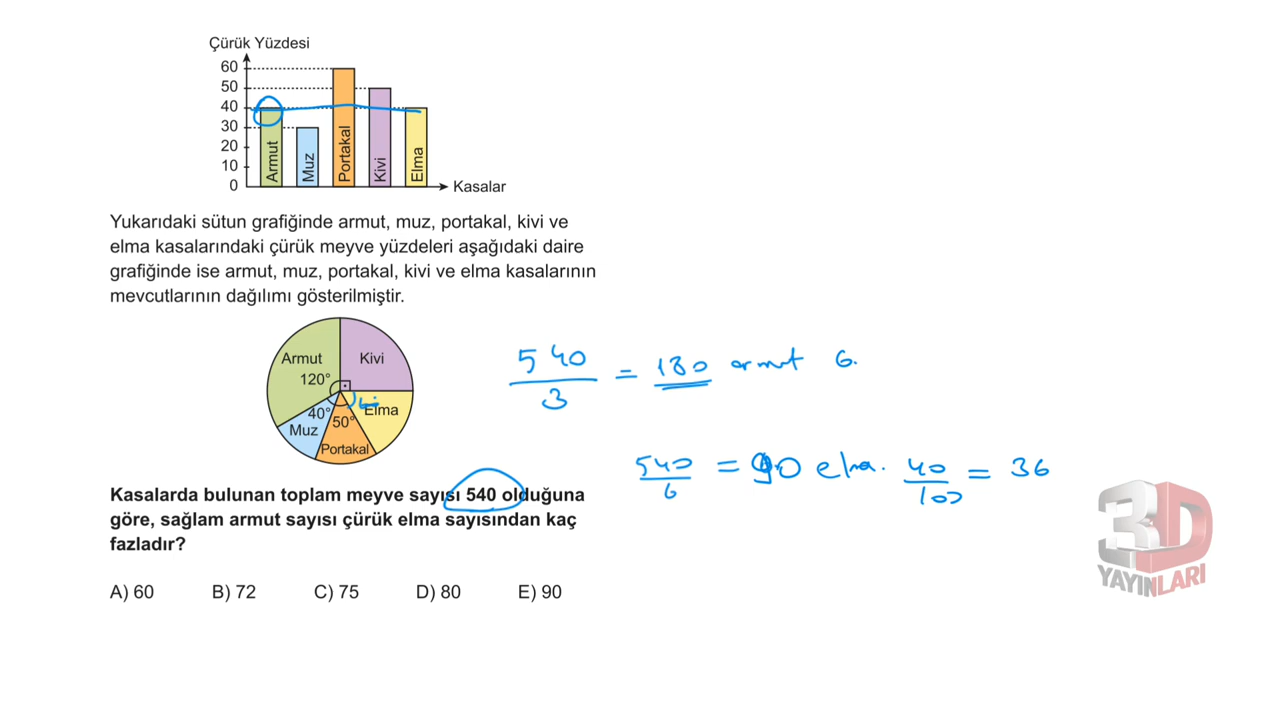 Çürük Yüzdesi
60
50
40
30
20
10
0
Armut
Muz
Portakal
Kivi
Elma
Kasalar
Yukarıdaki sütun grafiğinde armut, muz, portakal, kivi ve
elma kasalarındaki çürük meyve yüzdeleri aşağıdaki daire
grafiğinde ise armut, muz, portakal, kivi ve elma kasalarının
mevcutlarının dağılımı gösterilmiştir.
Armut
Kivi
120°
40°
50°
Elma
Muz
Portakal
540/3 = 180 armut 6.
540/6 = 90 elma. 40/100 = 36
Kasalarda bulunan toplam meyve sayısı 540 olduğuna
göre, sağlam armut sayısı çürük elma sayısından kaç
fazladır?
A) 60 B) 72 C) 75 D) 80 E) 90
3D
YAYINLARI